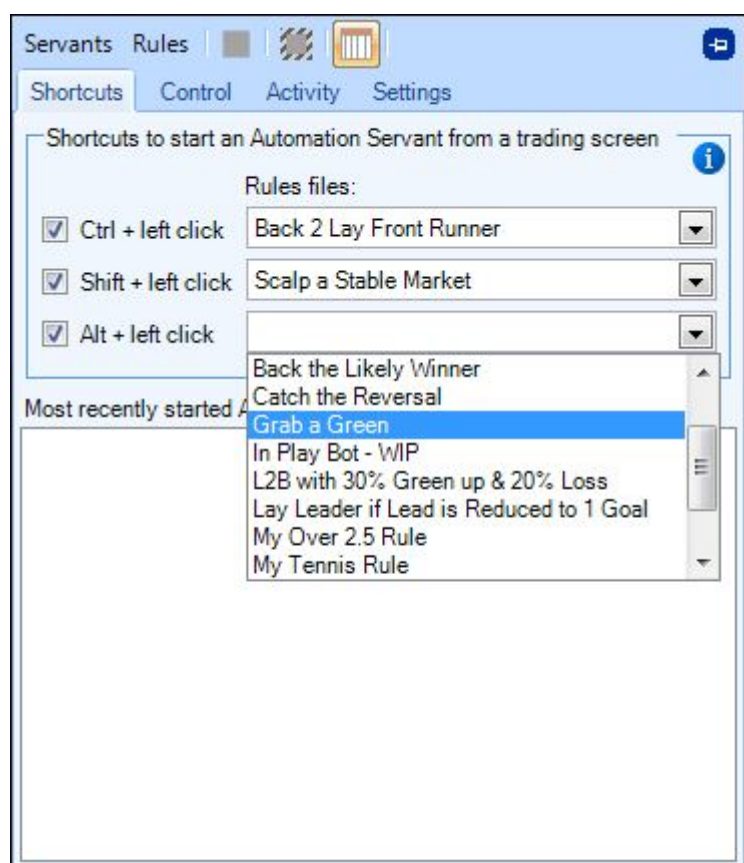 Servants Rules
Shortcuts Control Activity Settings
Shortcuts to start an Automation Servant from a trading screen
Rules files:
Ctrl + left click Back 2 Lay Front Runner
Shift + left click Scalp a Stable Market
Alt + left click
Back the Likely Winner
Catch the Reversal
Most recently started
Grab a Green
In Play Bot - WIP
L2B with 30% Green up & 20% Loss
Lay Leader if Lead is Reduced to 1 Goal
My Over 2.5 Rule
My Tennis Rule